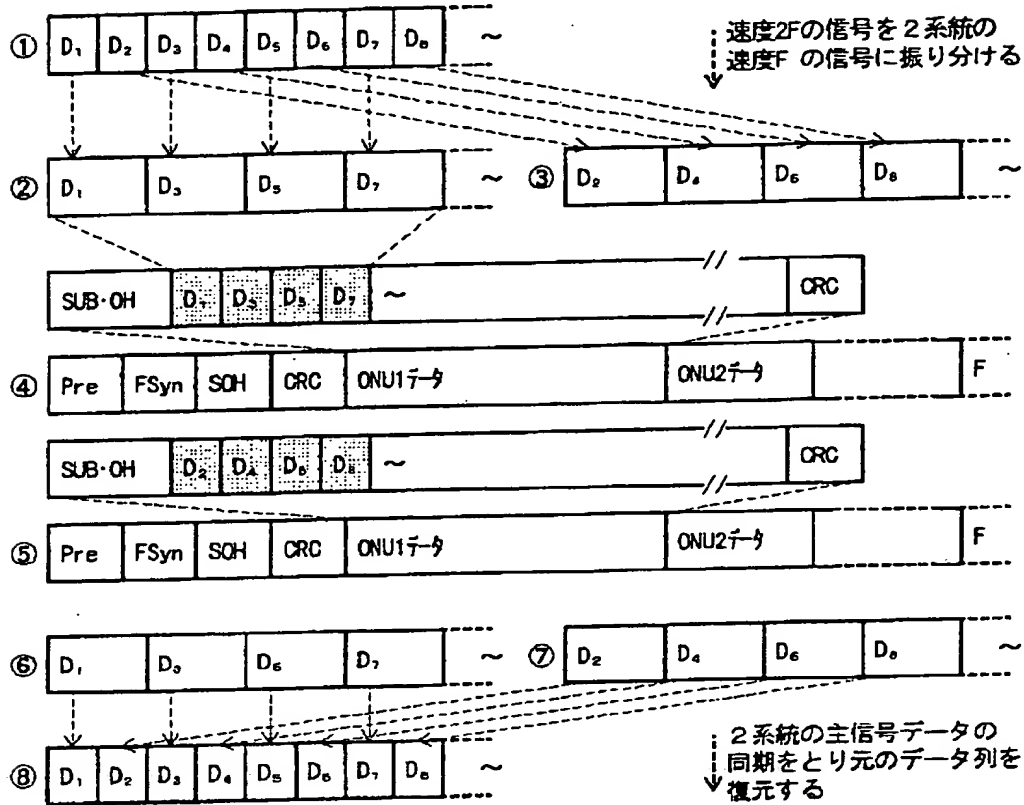 ① D₁ D₂ D₃ D₄ D₅ D₆ D₇ D₈ ~
速度2Fの信号を2系統の
速度F の信号に振り分ける
② D₁ D₃ D₅ D₇ ~
③ D₂ D₄ D₆ D₈ ~
SUB・OH D₁ D₃ D₅ D₇ ~ // CRC
④ Pre FSyn SOH CRC ONU1データ ONU2データ F
SUB・OH D₂ D₄ D₆ D₈ ~ // CRC
⑤ Pre FSyn SOH CRC ONU1データ ONU2データ F
⑥ D₁ D₃ D₅ D₇ ~
⑦ D₂ D₄ D₆ D₈ ~
⑧ D₁ D₂ D₃ D₄ D₅ D₆ D₇ D₈ ~
2系統の主信号データの
同期をとり元のデータ列を
復元する